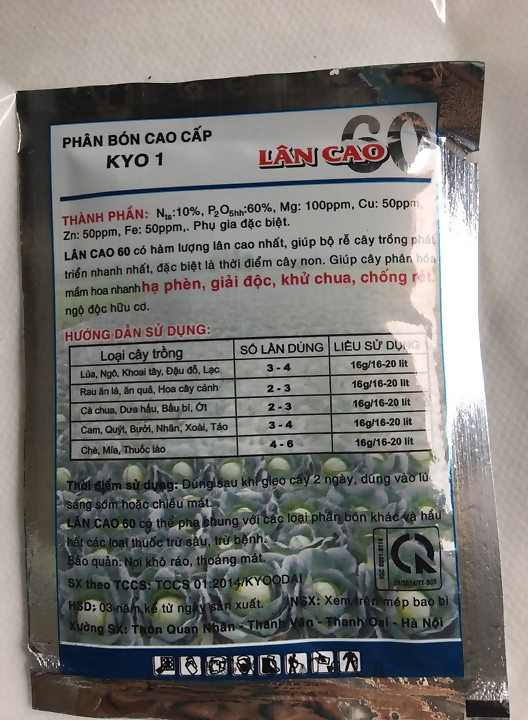 PHÂN BÓN CAO CẤP
KYO 1
LÂN CAO 60
THÀNH PHẦN: Nts:10%, P2O5hh:60%, Mg: 100ppm, Cu: 50ppm,
Zn: 50ppm, Fe: 50ppm,. Phụ gia đặc biệt.
LÂN CAO 60 có hàm lượng lân cao nhất, giúp bộ rễ cây trồng phát
triển nhanh nhất, đặc biệt là thời điểm cây non. Giúp cây phân hóa
mầm hoa nhanh hạ phèn, giải độc, khử chua, chống rét,
ngộ độc hữu cơ.
HƯỚNG DẪN SỬ DỤNG:
Loại cây trồng SỐ LẦN DÙNG LIỀU SỬ DỤNG
Lúa, Ngô, Khoai tây, Đậu đỗ, Lạc 3 - 4 16g/16-20 lít
Rau ăn lá, ăn quả, Hoa cây cảnh 2 - 3 16g/16-20 lít
Cà chua, Dưa hấu, Bầu bí, Ớt 2 - 3 16g/16-20 lít
Cam, Quýt, Bưởi, Nhãn, Xoài, Táo 3 - 4 16g/16-20 lít
Chè, Mía, Thuốc lào 4 - 6 16g/16-20 lít
Thời điểm sử dụng: Dùng sau khi gieo cấy 2 ngày, dùng vào lúc
sáng sớm hoặc chiều mát.
LÂN CAO 60 có thể pha chung với các loại phân bón khác và hầu
hết các loại thuốc trừ sâu, trừ bệnh.
Bảo quản: Nơi khô ráo, thoáng mát.
SX theo TCCS: TCCS 01:2014/KYOODAI
HSD: 03 năm kể từ ngày sản xuất. NSX: Xem trên mép bao bì
Xưởng SX: Thôn Quan Nhân - Thanh Văn - Thanh Oai - Hà Nội